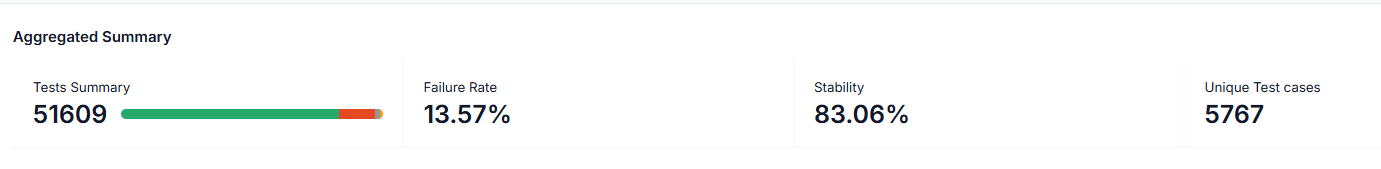 Aggregated Summary
Tests Summary
51609
Failure Rate
13.57%
Stability
83.06%
Unique Test cases
5767